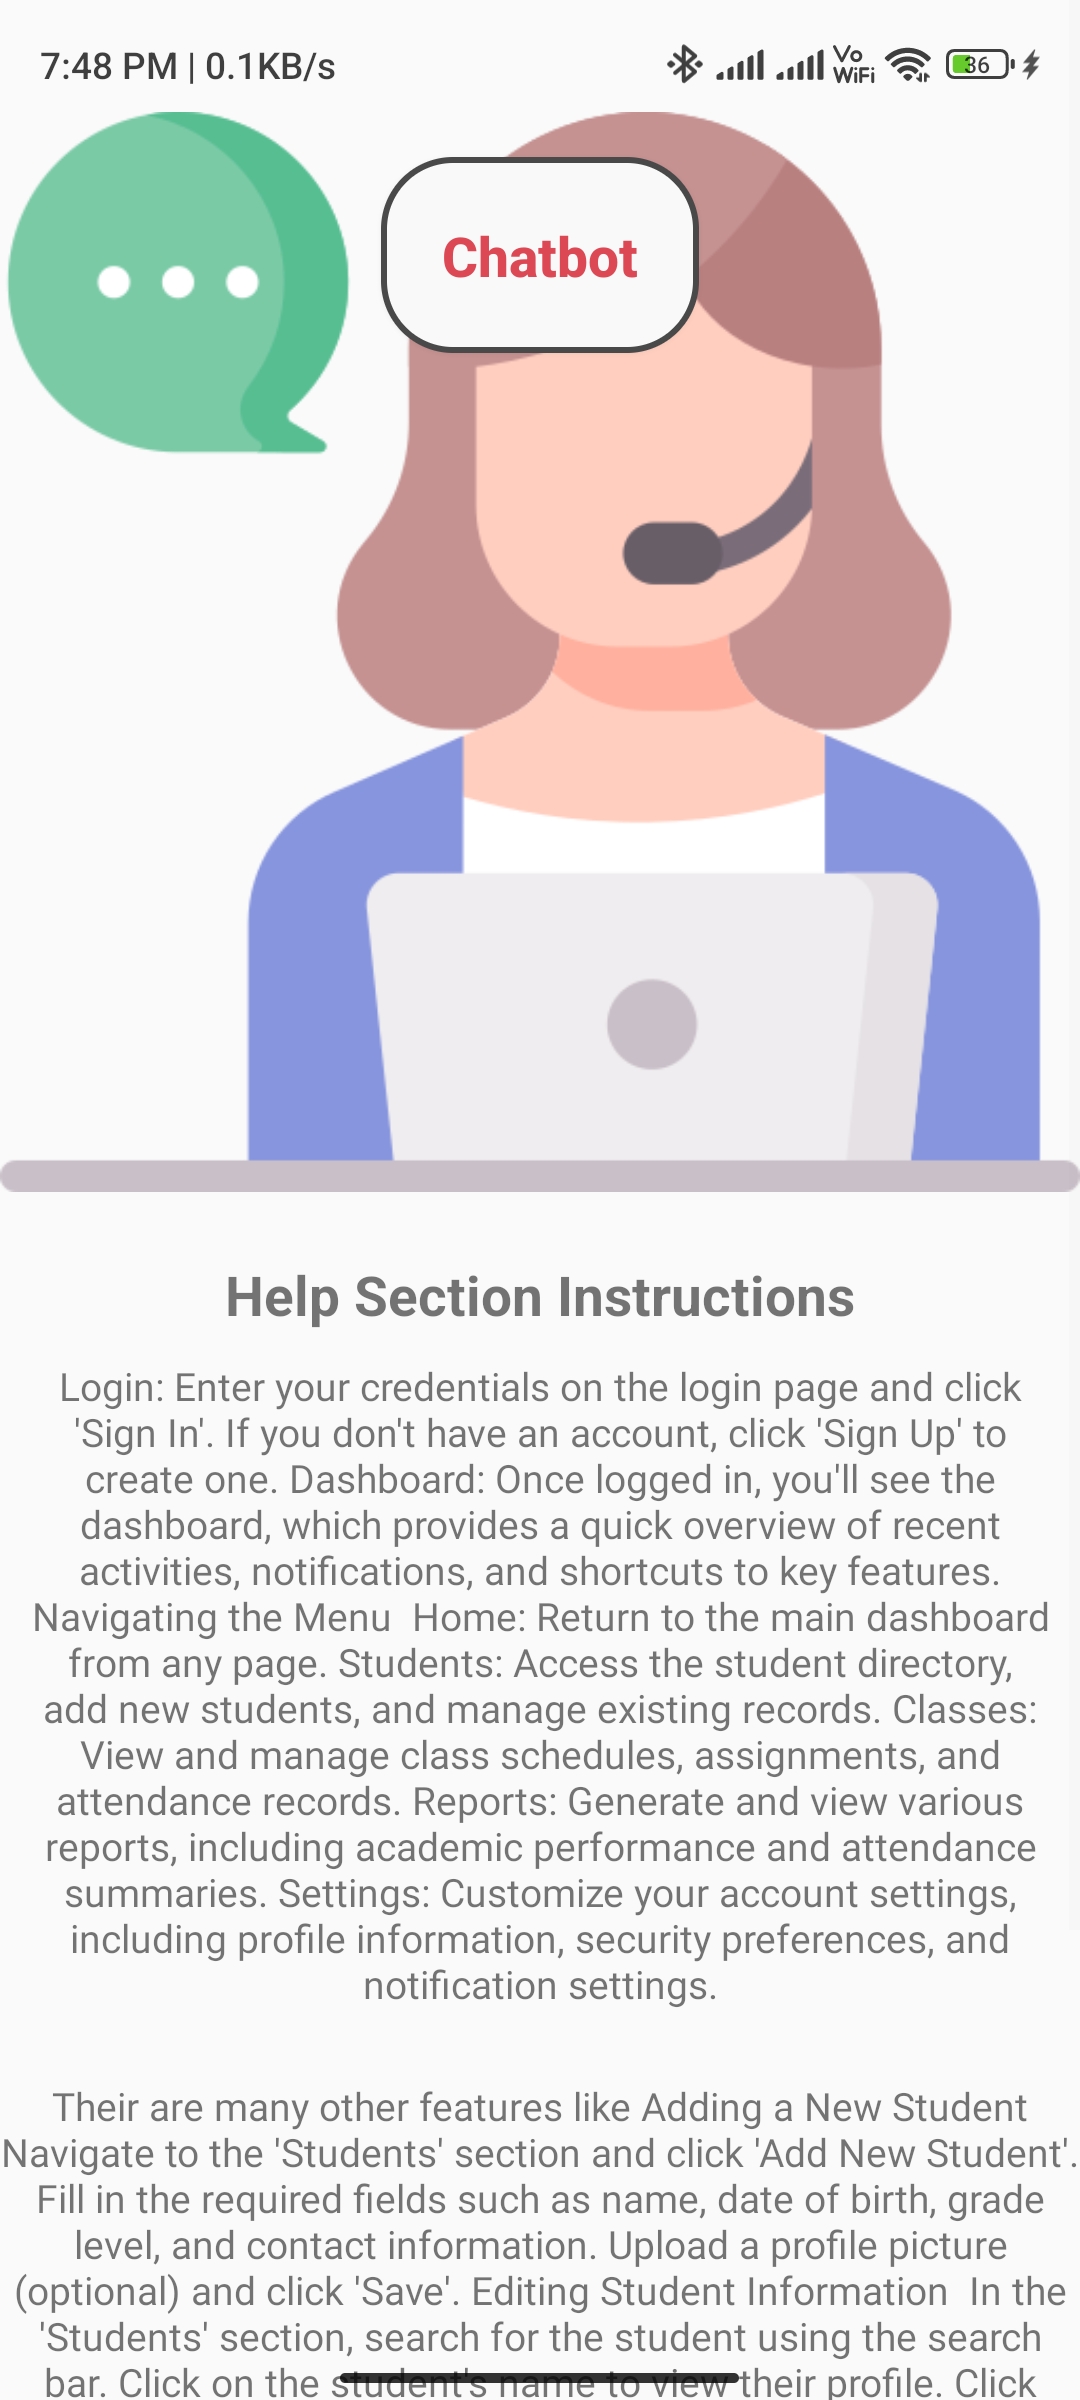 7:48 PM | 0.1KB/s
Vo
WiFi
36
Chatbot
Help Section Instructions
Login: Enter your credentials on the login page and click
'Sign In'. If you don't have an account, click 'Sign Up' to
create one. Dashboard: Once logged in, you'll see the
dashboard, which provides a quick overview of recent
activities, notifications, and shortcuts to key features.
Navigating the Menu  Home: Return to the main dashboard
from any page. Students: Access the student directory,
add new students, and manage existing records. Classes:
View and manage class schedules, assignments, and
attendance records. Reports: Generate and view various
reports, including academic performance and attendance
summaries. Settings: Customize your account settings,
including profile information, security preferences, and
notification settings.
Their are many other features like Adding a New Student
Navigate to the 'Students' section and click 'Add New Student'.
Fill in the required fields such as name, date of birth, grade
level, and contact information. Upload a profile picture
(optional) and click 'Save'. Editing Student Information  In the
'Students' section, search for the student using the search
bar. Click on the student's name to view their profile. Click